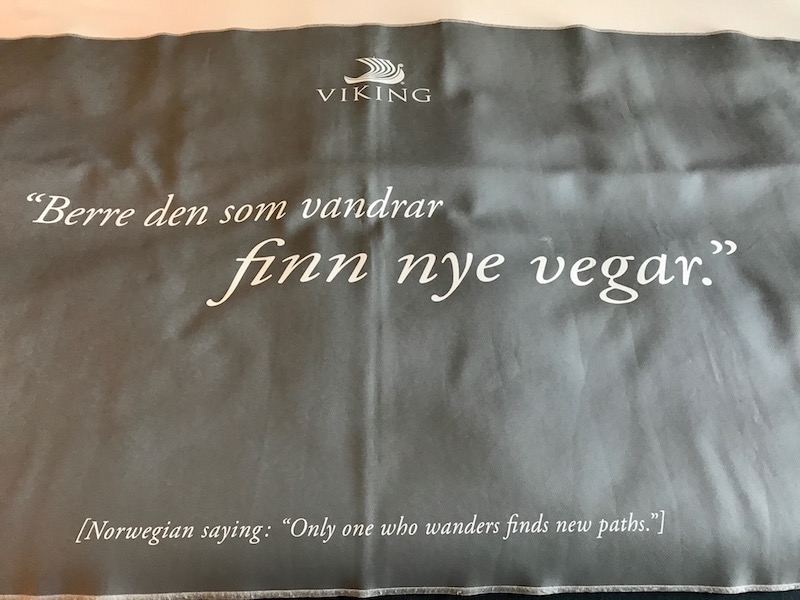 VIKING
“Berre den som vandrar
finn nye vegar.”
[Norwegian saying: “Only one who wanders finds new paths.”]